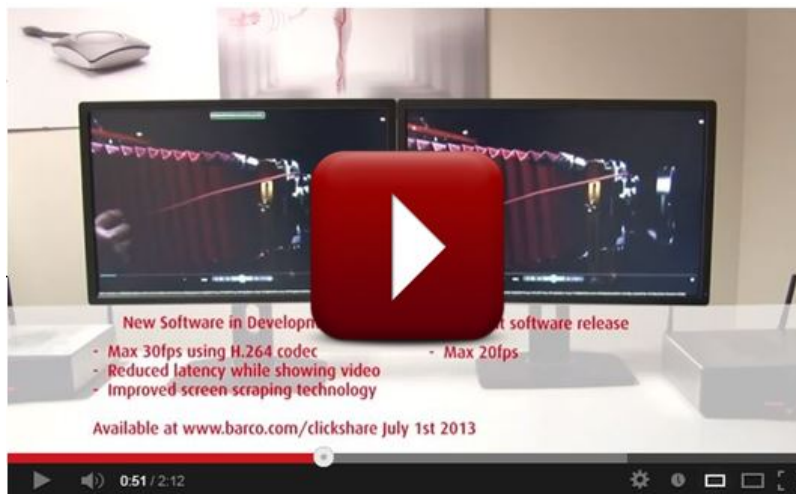 New Software in Developm
t software release
- Max 30fps using H.264 codec
- Max 20fps
- Reduced latency while showing video
- Improved screen scraping technology
Available at www.barco.com/clickshare July 1st 2013
0:51 / 2:12